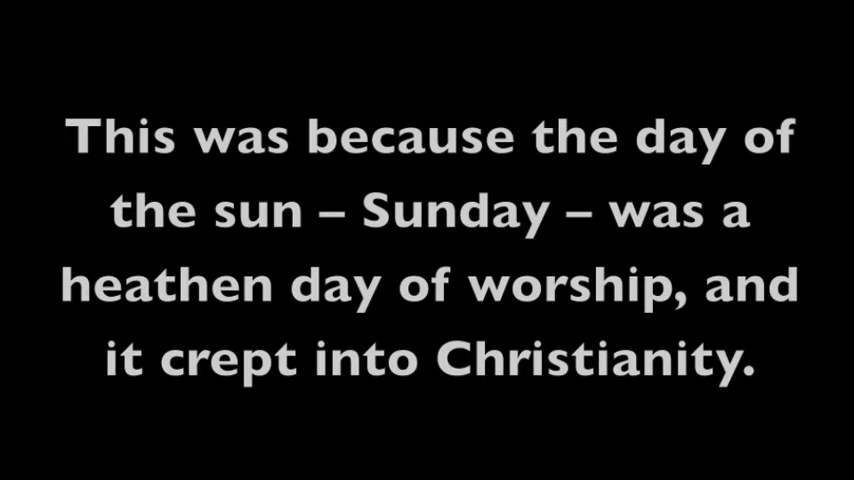 This was because the day of
the sun – Sunday – was a
heathen day of worship, and
it crept into Christianity.